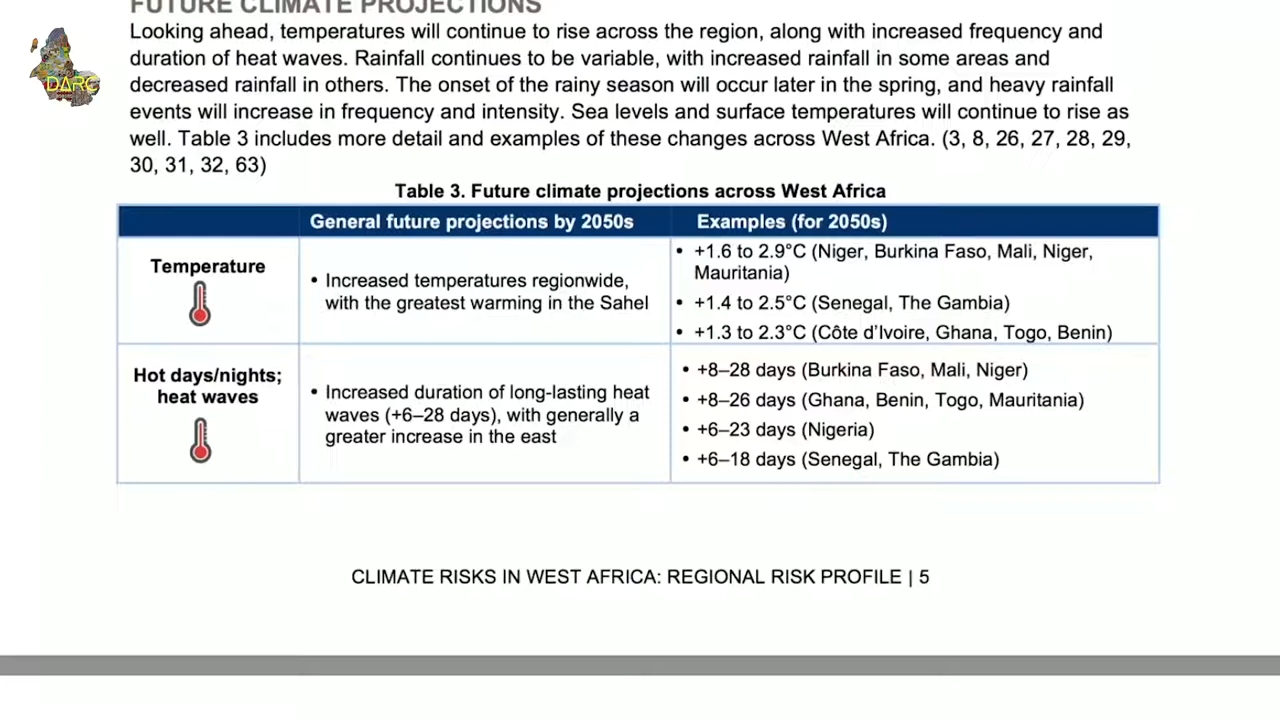 FUTURE CLIMATE PROJECTIONS
DARC
Looking ahead, temperatures will continue to rise across the region, along with increased frequency and
duration of heat waves. Rainfall continues to be variable, with increased rainfall in some areas and
decreased rainfall in others. The onset of the rainy season will occur later in the spring, and heavy rainfall
events will increase in frequency and intensity. Sea levels and surface temperatures will continue to rise as
well. Table 3 includes more detail and examples of these changes across West Africa. (3, 8, 26, 27, 28, 29,
30, 31, 32, 63)
Table 3. Future climate projections across West Africa
General future projections by 2050s
Examples (for 2050s)
Temperature
• Increased temperatures regionwide,
with the greatest warming in the Sahel
• +1.6 to 2.9°C (Niger, Burkina Faso, Mali, Niger,
Mauritania)
• +1.4 to 2.5°C (Senegal, The Gambia)
• +1.3 to 2.3°C (Côte d’Ivoire, Ghana, Togo, Benin)
Hot days/nights;
heat waves
• Increased duration of long-lasting heat
waves (+6–28 days), with generally a
greater increase in the east
• +8–28 days (Burkina Faso, Mali, Niger)
• +8–26 days (Ghana, Benin, Togo, Mauritania)
• +6–23 days (Nigeria)
• +6–18 days (Senegal, The Gambia)
CLIMATE RISKS IN WEST AFRICA: REGIONAL RISK PROFILE | 5